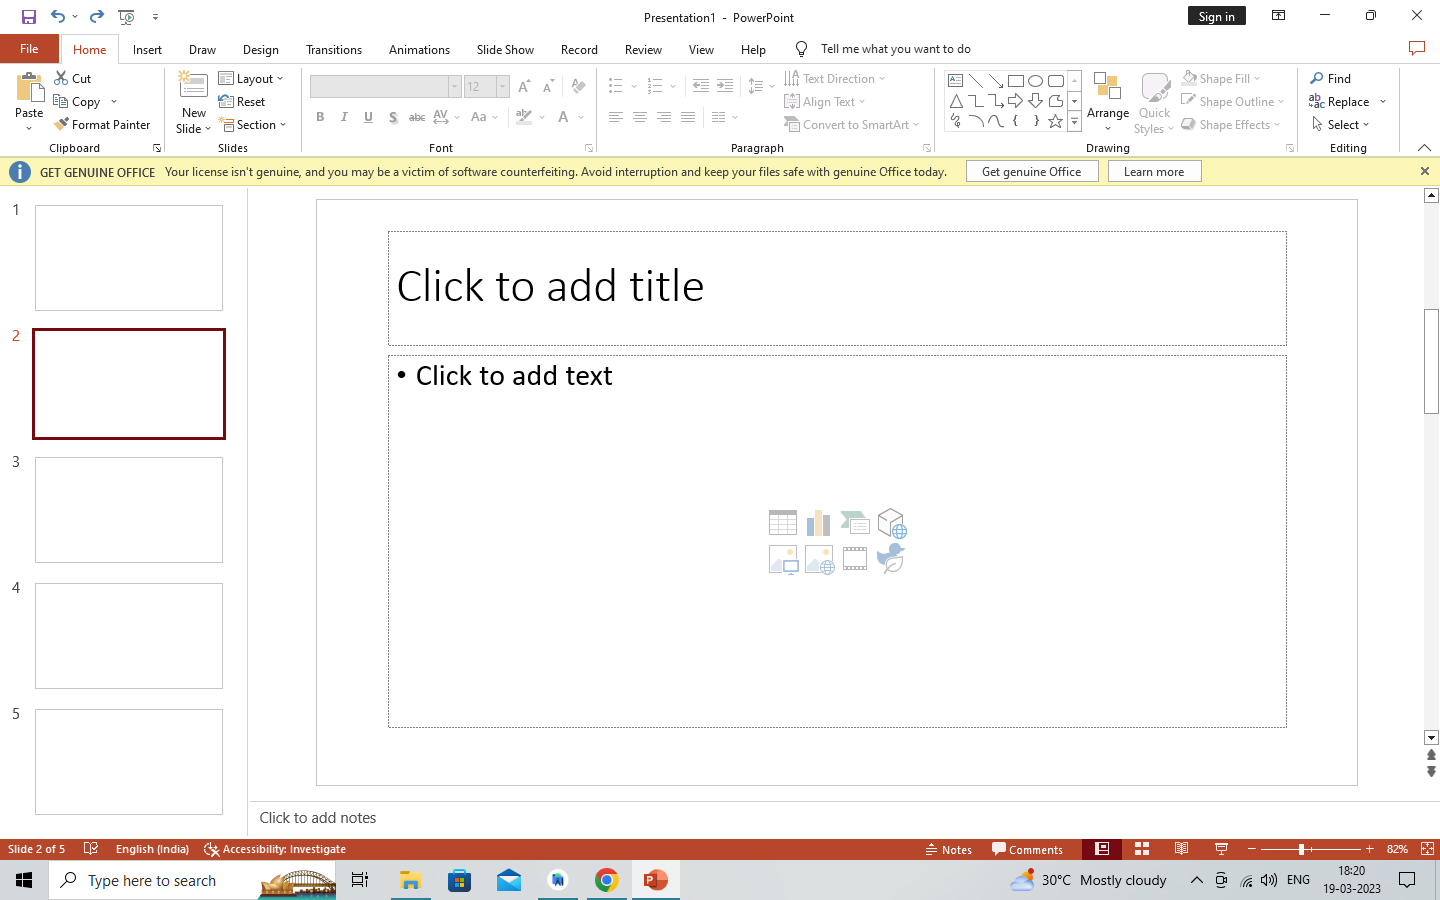 Presentation1 - PowerPoint
Sign in
File
Home
Insert
Draw
Design
Transitions
Animations
Slide Show
Record
Review
View
Help
Tell me what you want to do
Paste
Cut
Copy
Format Painter
Clipboard
New
Slide
Layout
Reset
Section
Slides
12
B I U S abc AV Aa A
Font
Text Direction
Align Text
Convert to SmartArt
Paragraph
Arrange
Quick
Styles
Shape Fill
Shape Outline
Shape Effects
Drawing
Find
Replace
Select
Editing
GET GENUINE OFFICE Your license isn't genuine, and you may be a victim of software counterfeiting. Avoid interruption and keep your files safe with genuine Office today.
Get genuine Office
Learn more
1
2
3
4
5
Click to add title
• Click to add text
Click to add notes
Slide 2 of 5
English (India)
Accessibility: Investigate
Notes
Comments
82%
Type here to search
30°C Mostly cloudy
ENG
18:20
19-03-2023